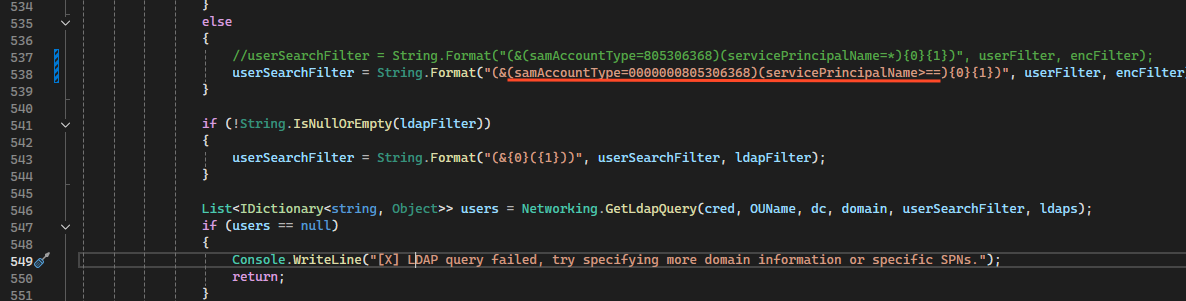 534 }
535 else
536 {
537 //userSearchFilter = String.Format("(&(samAccountType=805306368)(servicePrincipalName=*){0}{1})", userFilter, encFilter);
538 userSearchFilter = String.Format("(&(samAccountType=0000000805306368)(servicePrincipalName>==){0}{1})", userFilter, encFilter
539 }
540
541 if (!String.IsNullOrEmpty(ldapFilter))
542 {
543 userSearchFilter = String.Format("(&{0}({1}))", userSearchFilter, ldapFilter);
544 }
545
546 List<IDictionary<string, Object>> users = Networking.GetLdapQuery(cred, OUName, dc, domain, userSearchFilter, ldaps);
547 if (users == null)
548 {
549 Console.WriteLine("[X] LDAP query failed, try specifying more domain information or specific SPNs.");
550 return;
551 }